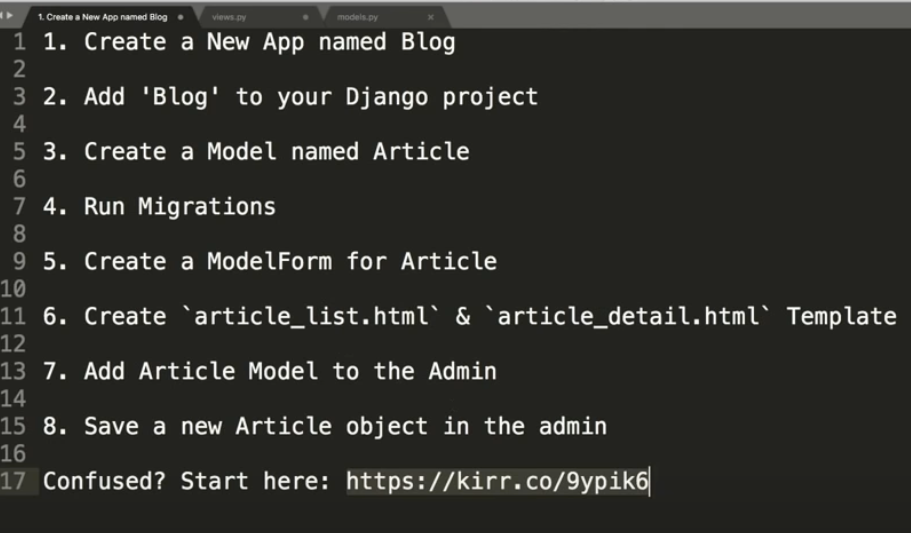 1. Create a New App named Blog
views.py
models.py
1 1. Create a New App named Blog
2
3 2. Add 'Blog' to your Django project
4
5 3. Create a Model named Article
6
7 4. Run Migrations
8
9 5. Create a ModelForm for Article
10
11 6. Create `article_list.html` & `article_detail.html` Template
12
13 7. Add Article Model to the Admin
14
15 8. Save a new Article object in the admin
16
17 Confused? Start here: https://kirr.co/9ypik6